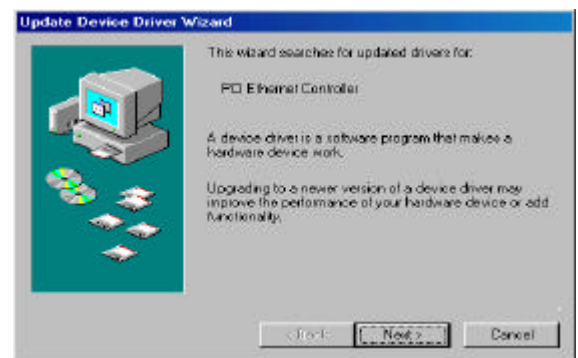 Update Device Driver Wizard
This wizard searches for updated drivers for:
PCI Ethernet Controller
A device driver is a software program that makes a
hardware device work.
Upgrading to a newer version of a device driver may
improve the performance of your hardware device or add
functionality.
< Back
Next >
Cancel